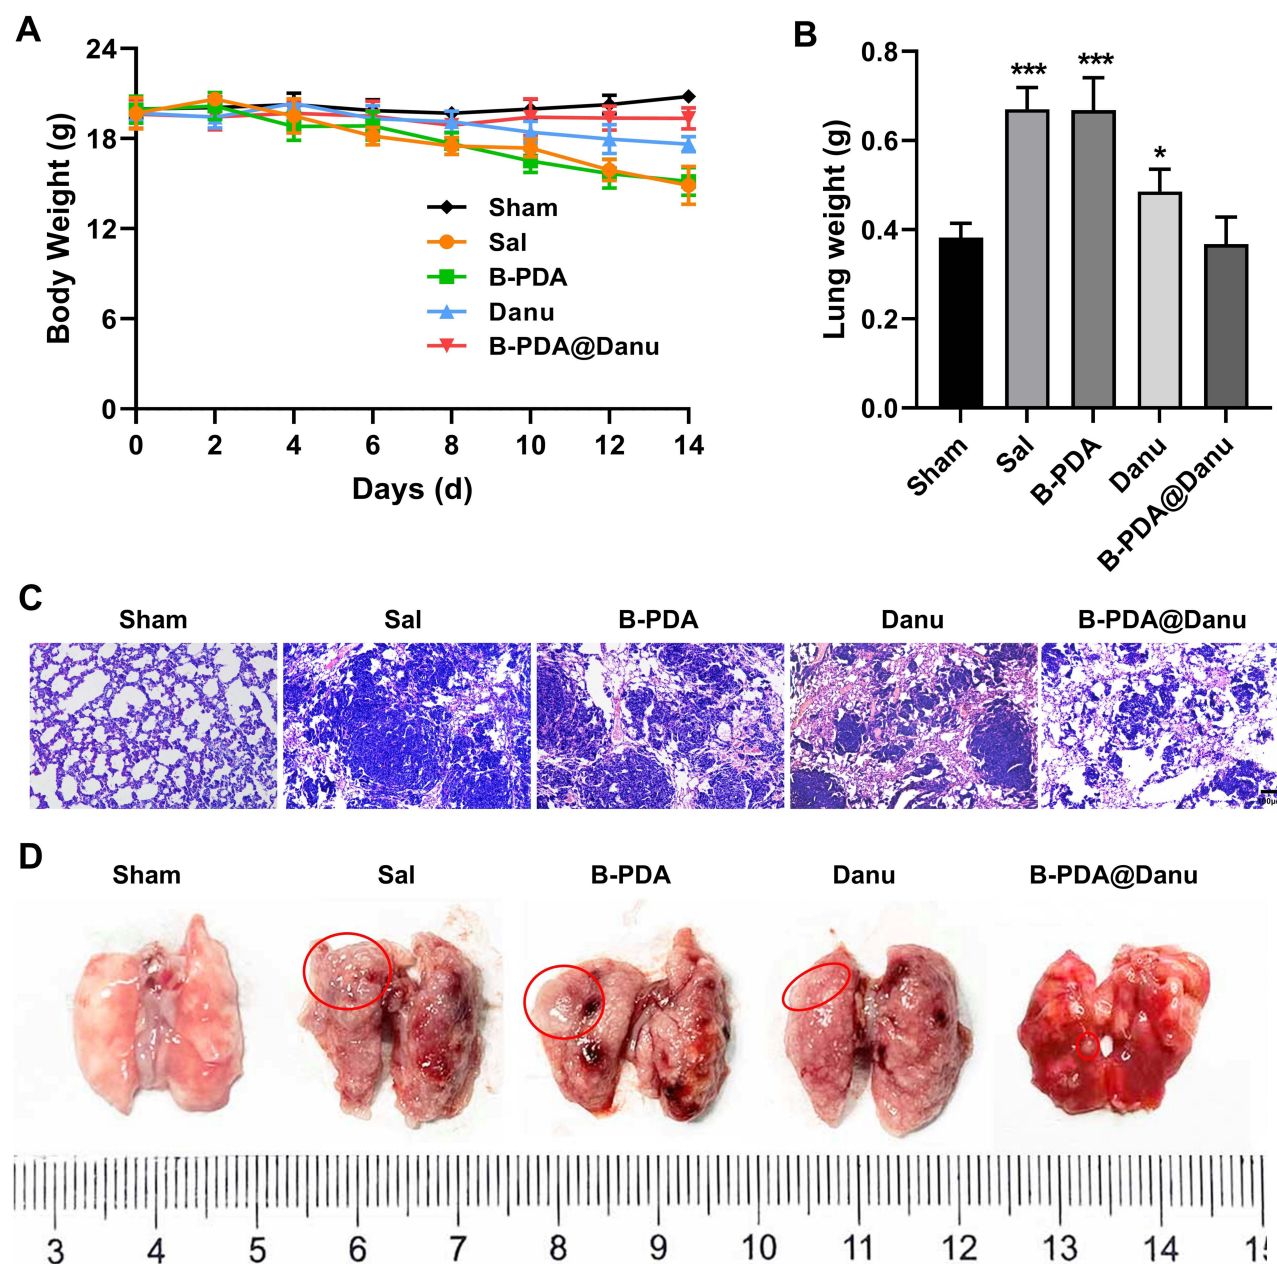 A
B
24
18
12
6
0
Body Weight (g)
Sham
Sal
B-PDA
Danu
B-PDA@Danu
0 2 4 6 8 10 12 14
Days (d)
0.8
0.6
0.4
0.2
0.0
Lung weight (g)
*** *** *
Sham
Sal
B-PDA
Danu
B-PDA@Danu
C
Sham Sal B-PDA Danu B-PDA@Danu
D
Sham Sal B-PDA Danu B-PDA@Danu
3 4 5 6 7 8 9 10 11 12 13 14